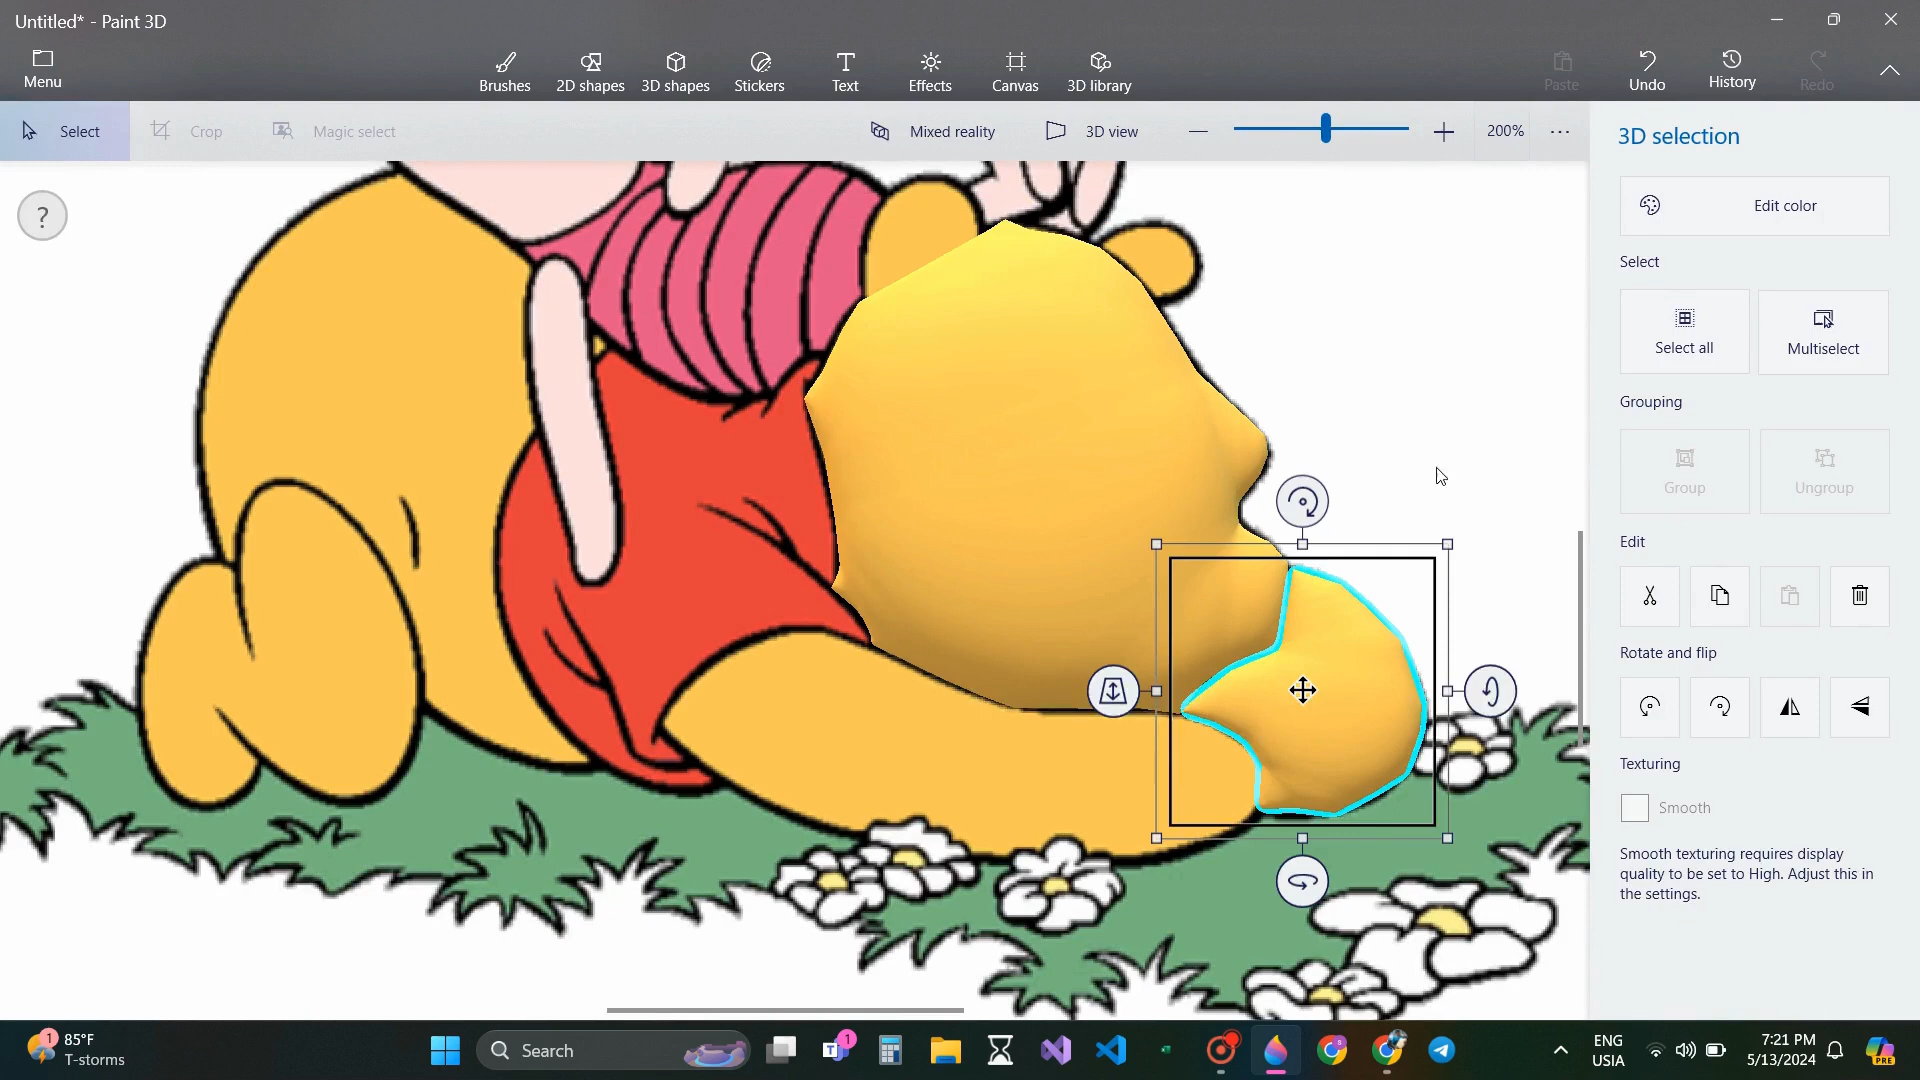 Untitled* - Paint 3D
Menu
Brushes
2D shapes
3D shapes
Stickers
Text
Effects
Canvas
3D library
Paste
Undo
History
Redo
Select
Crop
Magic select
Mixed reality
3D view
200%
?
3D selection
Edit color
Select
Select all
Multiselect
Grouping
Group
Ungroup
Edit
Rotate and flip
Texturing
Smooth
Smooth texturing requires display
quality to be set to High. Adjust this in
the settings.
1
85°F
T-storms
Search
1
ENG
USIA
7:21 PM
5/13/2024
PRE